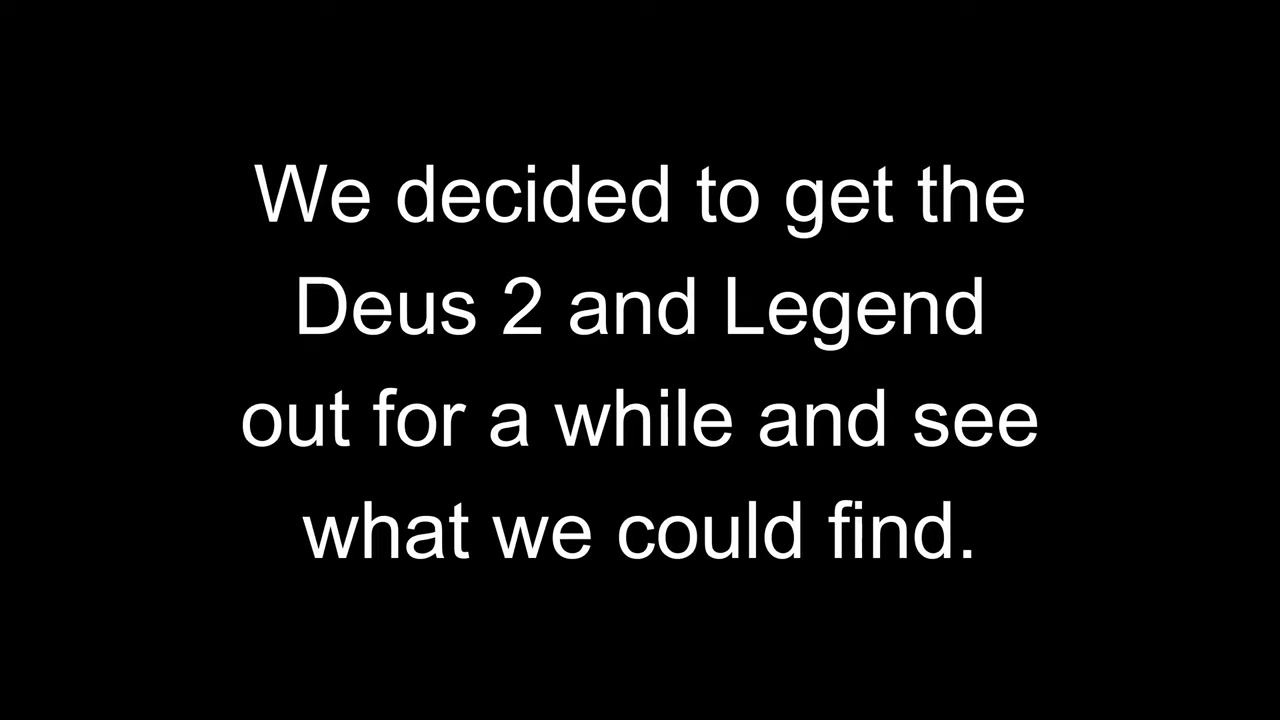 We decided to get the
Deus 2 and Legend
out for a while and see
what we could find.